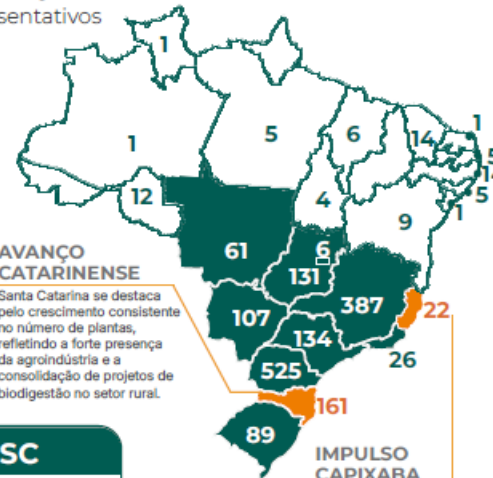 sentativos
1
1
5
6
14
1
5
1
12
4
9
61
6
131
107
387
22
134
26
525
161
89
AVANÇO
CATARINENSE
Santa Catarina se destaca
pelo crescimento consistente
no número de plantas,
refletindo a forte presença
da agroindústria e a
consolidação de projetos de
biodigestão no setor rural.
SC
IMPULSO
CAPIXABA